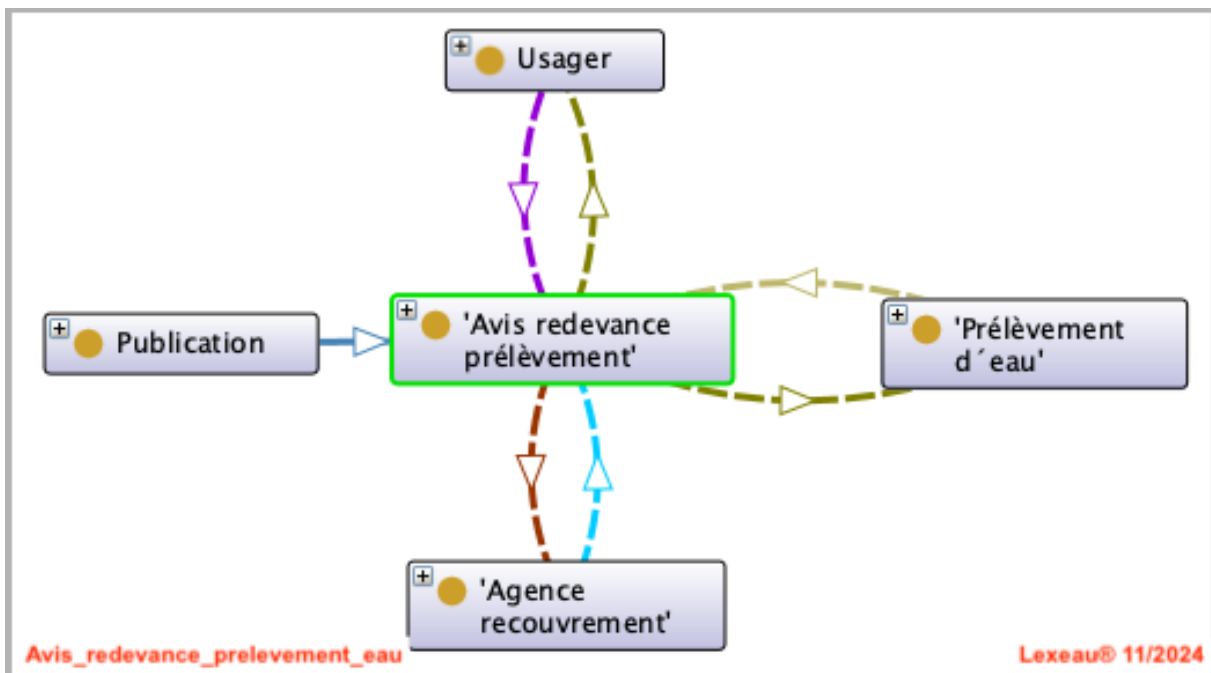 Usager
Publication
'Avis redevance
prélèvement'
'Prélèvement
d´eau'
'Agence
recouvrement'
Avis_redevance_prelevement_eau
Lexeau® 11/2024